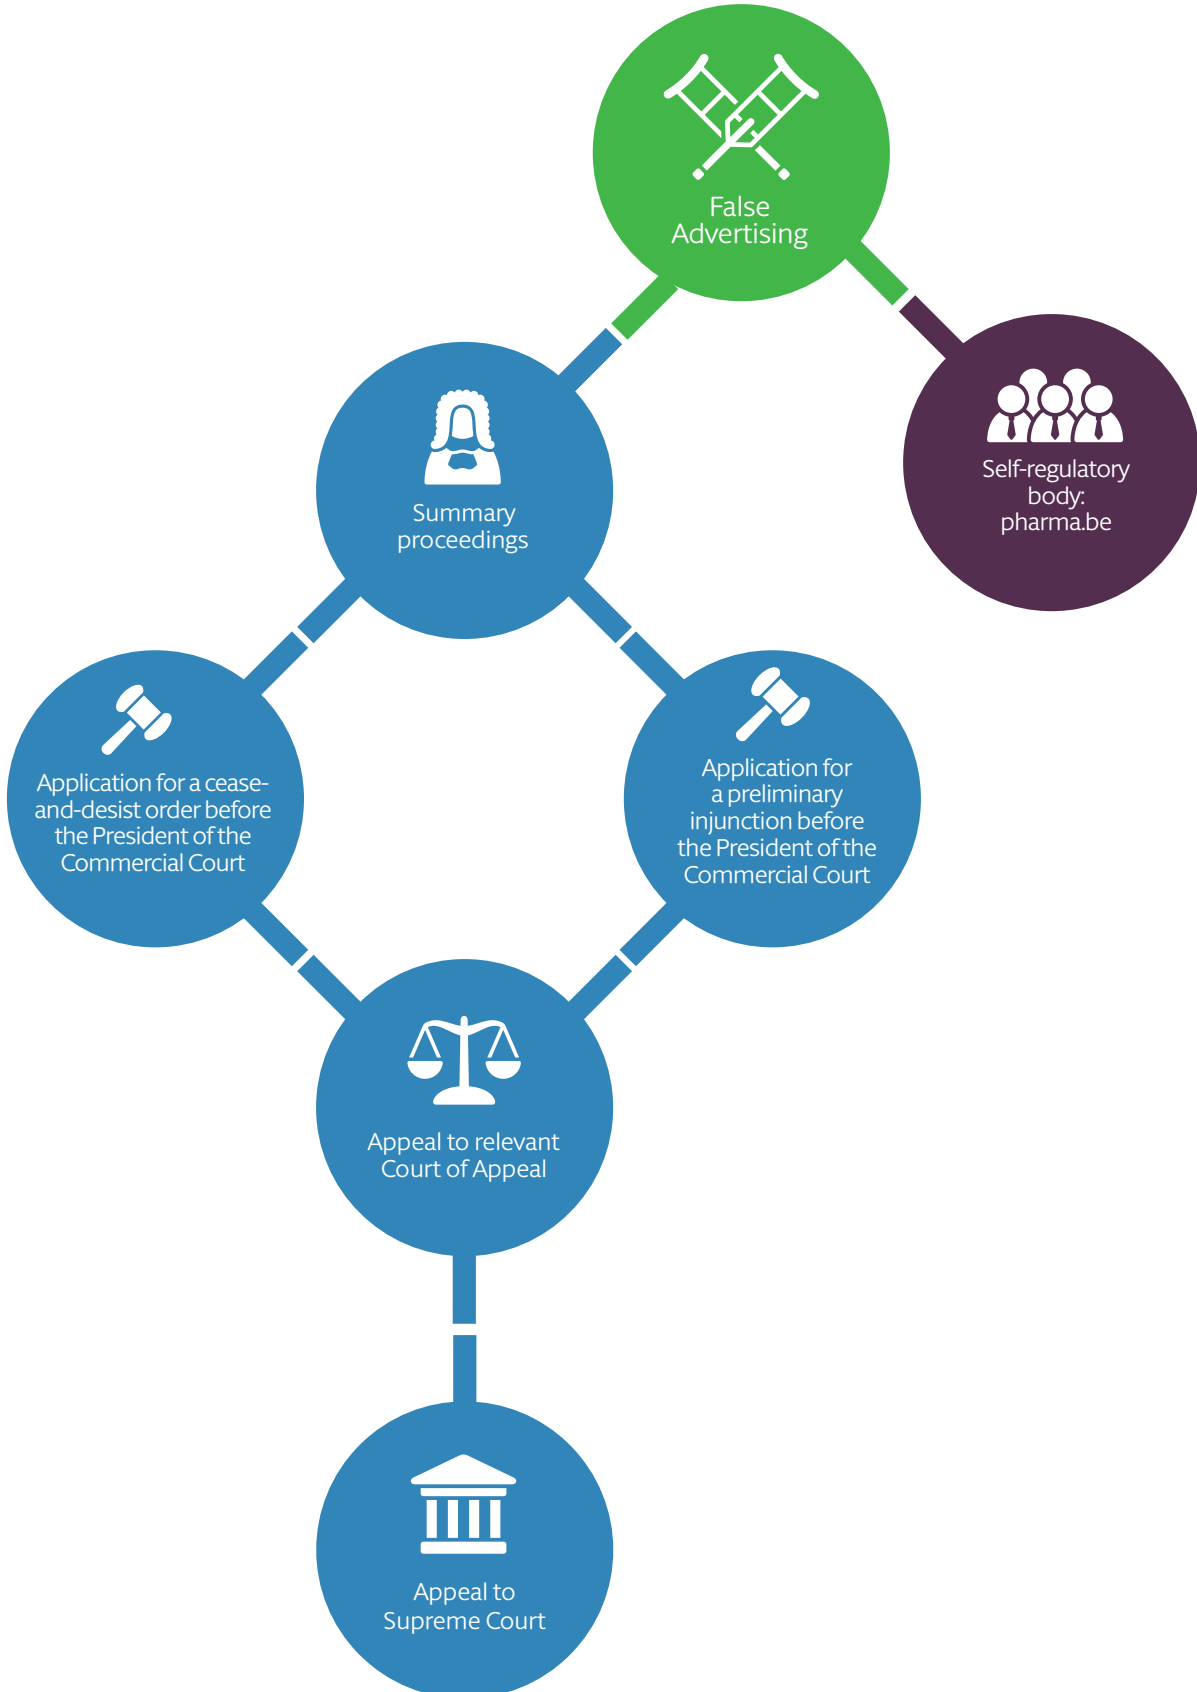 False
Advertising
Self-regulatory
body:
pharma.be
Summary
proceedings
Application for a cease-
and-desist order before
the President of the
Commercial Court
Application for
a preliminary
injunction before
the President of the
Commercial Court
Appeal to relevant
Court of Appeal
Appeal to
Supreme Court